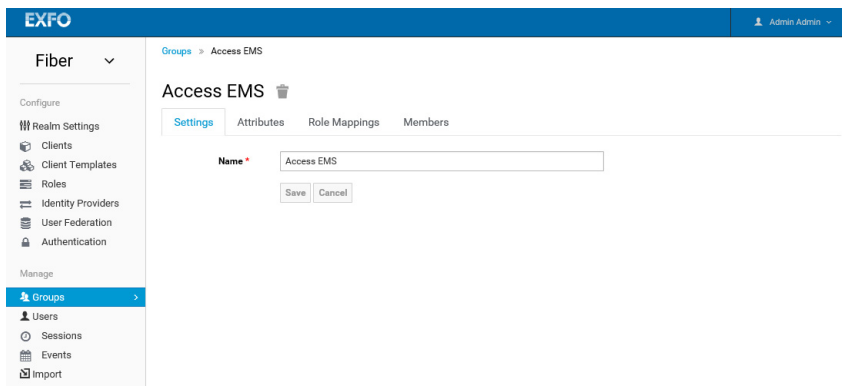 EXFO
Admin Admin
Fiber
Groups » Access EMS
Access EMS
Configure
Settings Attributes Role Mappings Members
Realm Settings
Clients
Name * Access EMS
Client Templates
Roles
Save Cancel
Identity Providers
User Federation
Authentication
Manage
Groups >
Users
Sessions
Events
Import